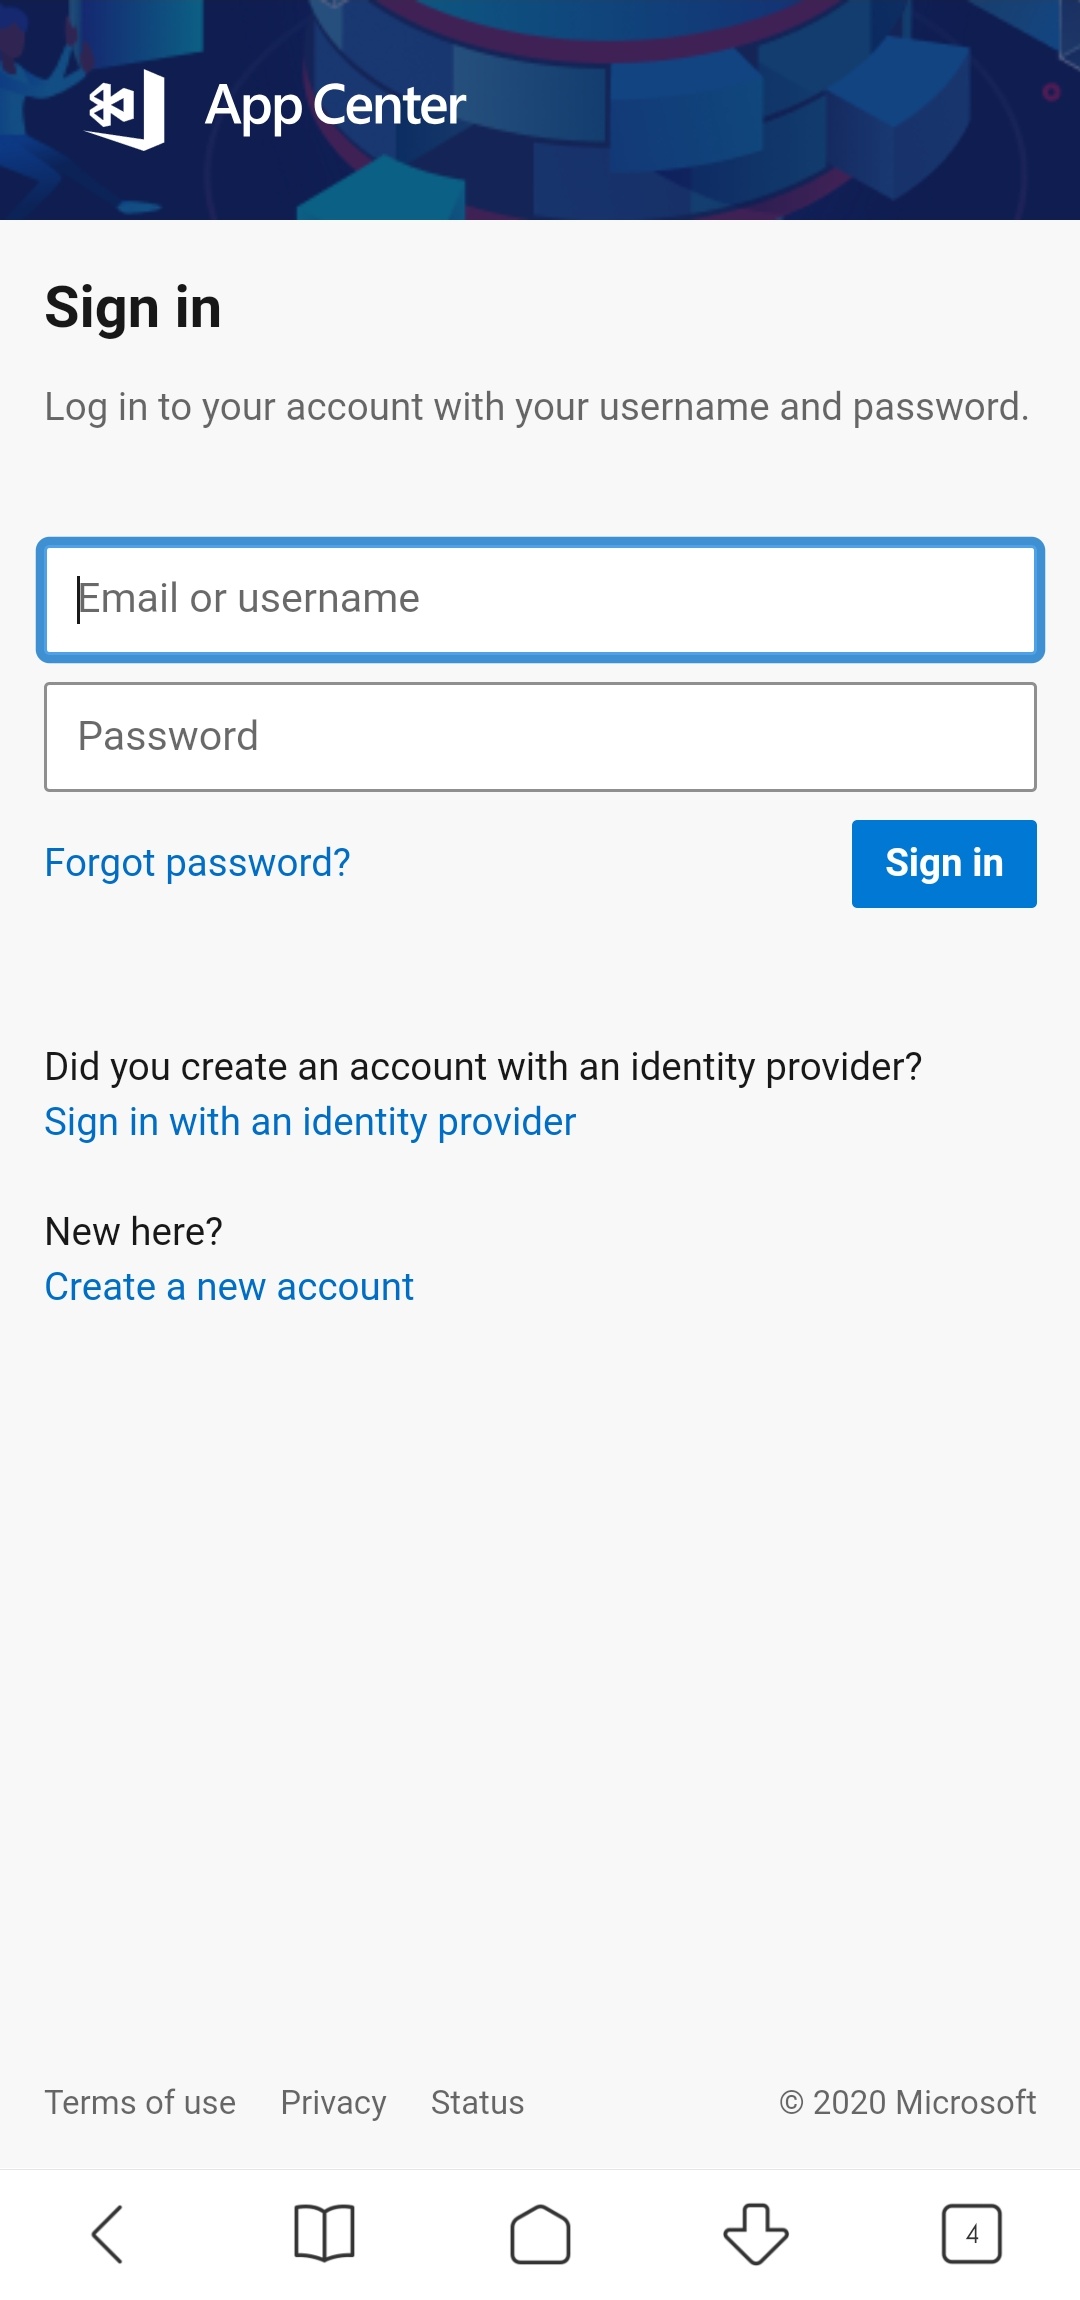 App Center
Sign in
Log in to your account with your username and password.
Email or username
Password
Forgot password?
Sign in
Did you create an account with an identity provider?
Sign in with an identity provider
New here?
Create a new account
Terms of use Privacy Status © 2020 Microsoft
4